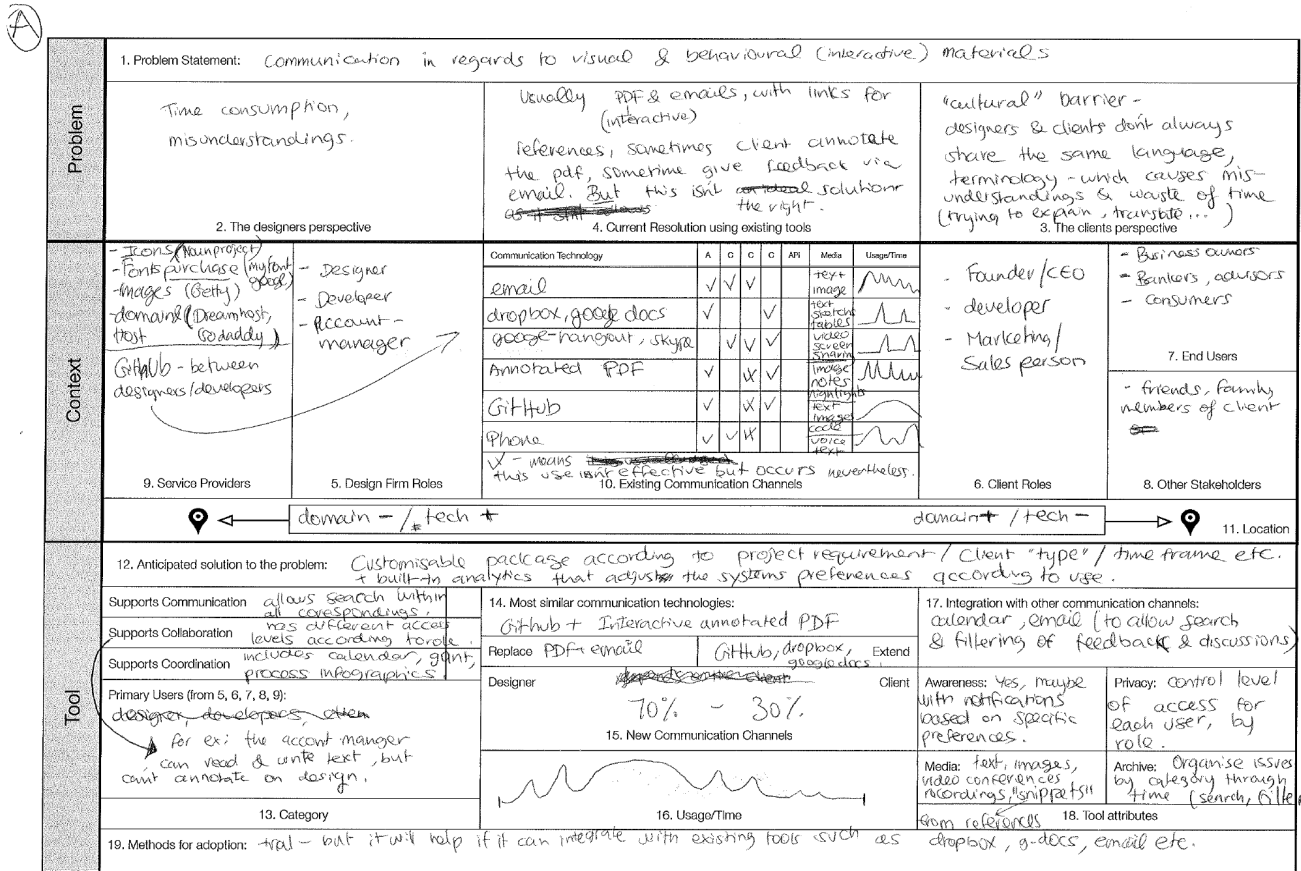 A
Problem
1. Problem Statement: Communication in regards to visual & behavioural (interactive) materials
Time consumption,
misunderstandings.
2. The designers perspective
Usually PDF & emails, with links for
(interactive)
references, sometimes client annotate
the pdf, sometime give feedback via
email. But this isn't solution
the right.
4. Current Resolution using existing tools
"cultural" barrier -
designers & clients don't always
share the same language,
terminology - which causes mis-
understandings & waste of time
(trying to explain, translate... )
3. The clients perspective
Context
- Icons (Nounproject)
- Fonts purchase (myfont google)
- Images (Getty)
- domain (Dreamhost,
Host Godaddy)
GitHub - between
designers/developers
9. Service Providers
- Designer
- Developer
- Account -
manager
5. Design Firm Roles
Communication Technology A C C C API Media Usage/Time
email ✓ ✓ ✓ text image
dropbox, google docs ✓ ✓ text sketch tables
google-hangout, skype ✓ ✓ ✓ video screen sharin
Annotated PDF ✓ X ✓ image notes highlights
GitHub ✓ X ✓ text images code
Phone ✓ ✓ X voice text
X - means
this use isnt effective but occurs nevertheless.
10. Existing Communication Channels
- Founder/CEO
- developer
- Marketing/
Sales person
6. Client Roles
- Business owners
- Bankers, advisors
- consumers
7. End Users
- friends, family,
members of client
8. Other Stakeholders
domain - / tech +
domain + / tech -
11. Location
Tool
12. Anticipated solution to the problem: Customisable package according to project requirement / Client "type" / time frame etc.
+ built-in analytics that adjust the systems preferences according to use.
Supports Communication allows search within
all corespondings.
Supports Collaboration has different access
levels according to role.
Supports Coordination includes calendar, gant,
process infographics
Primary Users (from 5, 6, 7, 8, 9):
designer, developers,
for ex: the accont manger
can read & write text, but
cant annotate on design.
13. Category
14. Most similar communication technologies:
Github + Interactive annotated PDF
Replace PDF + email GitHub, dropbox, google docs. Extend
Designer Client
70% - 30%
15. New Communication Channels
16. Usage/Time
17. Integration with other communication channels:
calendar, email (to allow search
& filtering of feedback & discussions)
Awareness: Yes, maybe
with notifications
based on specific
preferences.
Privacy: control level
of access for
each user, by
role.
Media: text, images,
video conferences
recordings, "snippets"
from references
Archive: Organise issues
by category through
time (search, filter
18. Tool attributes
19. Methods for adoption: tral - but it will help if it can integrate with existing tools such as dropbox, g-docs, email etc.